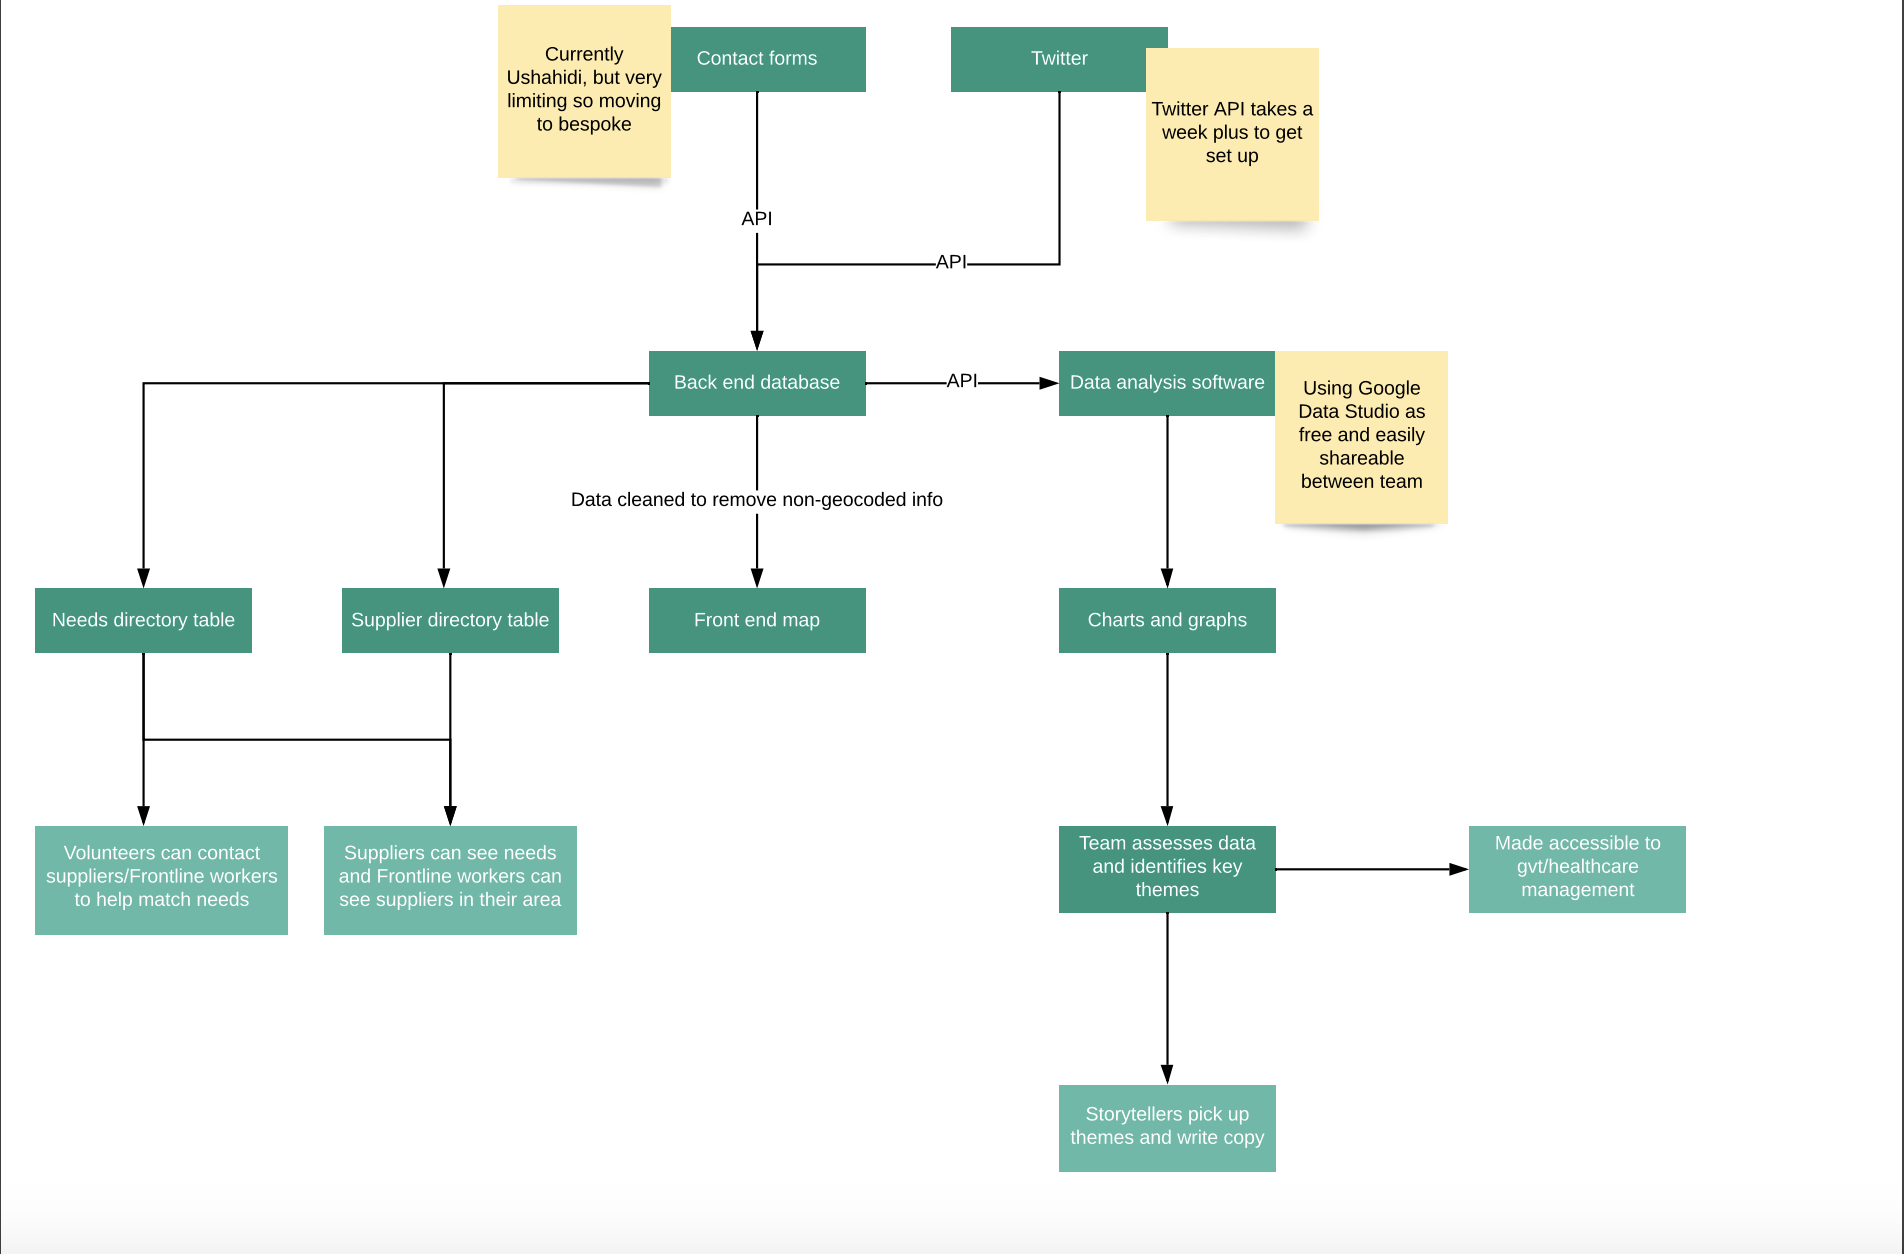 Currently
Ushahidi, but very
limiting so moving
to bespoke
Contact forms
Twitter
Twitter API takes a
week plus to get
set up
API
API
Back end database
API
Data analysis software
Using Google
Data Studio as
free and easily
shareable
between team
Data cleaned to remove non-geocoded info
Needs directory table
Supplier directory table
Front end map
Charts and graphs
Volunteers can contact
suppliers/Frontline workers
to help match needs
Suppliers can see needs
and Frontline workers can
see suppliers in their area
Team assesses data
and identifies key
themes
Made accessible to
gvt/healthcare
management
Storytellers pick up
themes and write copy